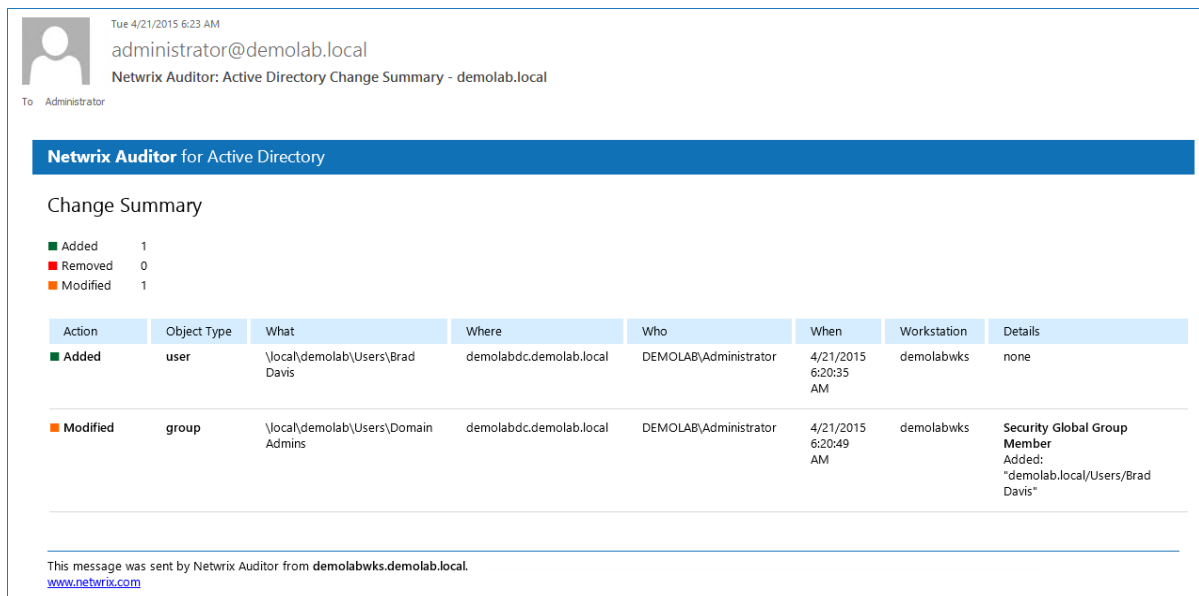 Tue 4/21/2015 6:23 AM
administrator@demolab.local
Netwrix Auditor: Active Directory Change Summary - demolab.local
To Administrator
Netwrix Auditor for Active Directory
Change Summary
Added 1
Removed 0
Modified 1
Action Object Type What Where Who When Workstation Details
Added user \local\demolab\Users\Brad demolabdc.demolab.local DEMOLAB\Administrator 4/21/2015 demolabwks none
Davis 6:20:35
AM
Modified group \local\demolab\Users\Domain demolabdc.demolab.local DEMOLAB\Administrator 4/21/2015 demolabwks Security Global Group
Admins 6:20:49 Member
AM Added:
"demolab.local/Users/Brad
Davis"
This message was sent by Netwrix Auditor from demolabwks.demolab.local.
www.netwrix.com